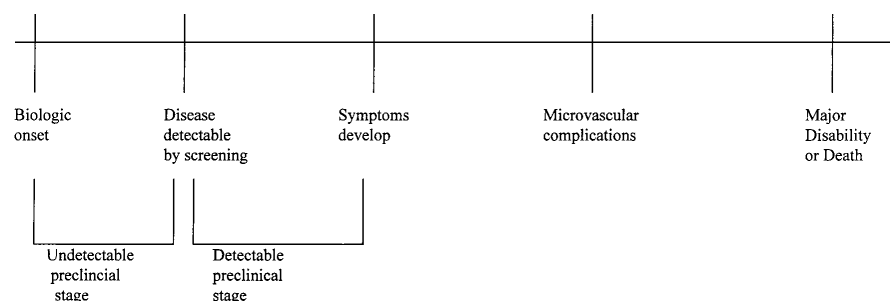 Biologic
onset
Disease
detectable
by screening
Symptoms
develop
Microvascular
complications
Major
Disability
or Death
Undetectable
preclincial
stage
Detectable
preclinical
stage